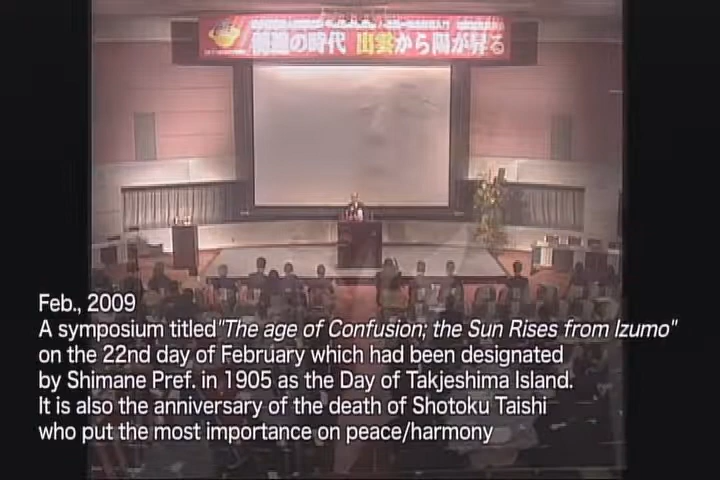 の時代 出雲から陽が昇る
Feb., 2009
A symposium titled"The age of Confusion; the Sun Rises from Izumo"
on the 22nd day of February which had been designated
by Shimane Pref. in 1905 as the Day of Takjeshima Island.
It is also the anniversary of the death of Shotoku Taishi
who put the most importance on peace/harmony